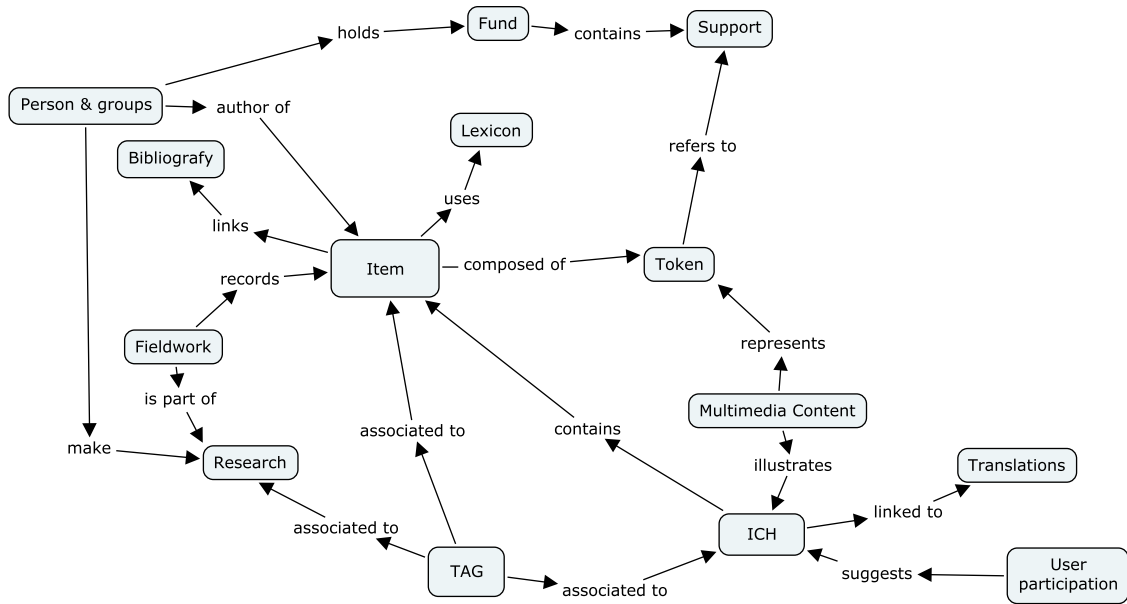 Fund
holds
contains
Support
Person & groups
author of
Lexicon
Bibliografy
refers to
uses
links
Item
composed of
Token
records
Fieldwork
represents
is part of
Multimedia Content
associated to
contains
make
Research
illustrates
Translations
linked to
associated to
ICH
TAG
suggests
User
participation
associated to